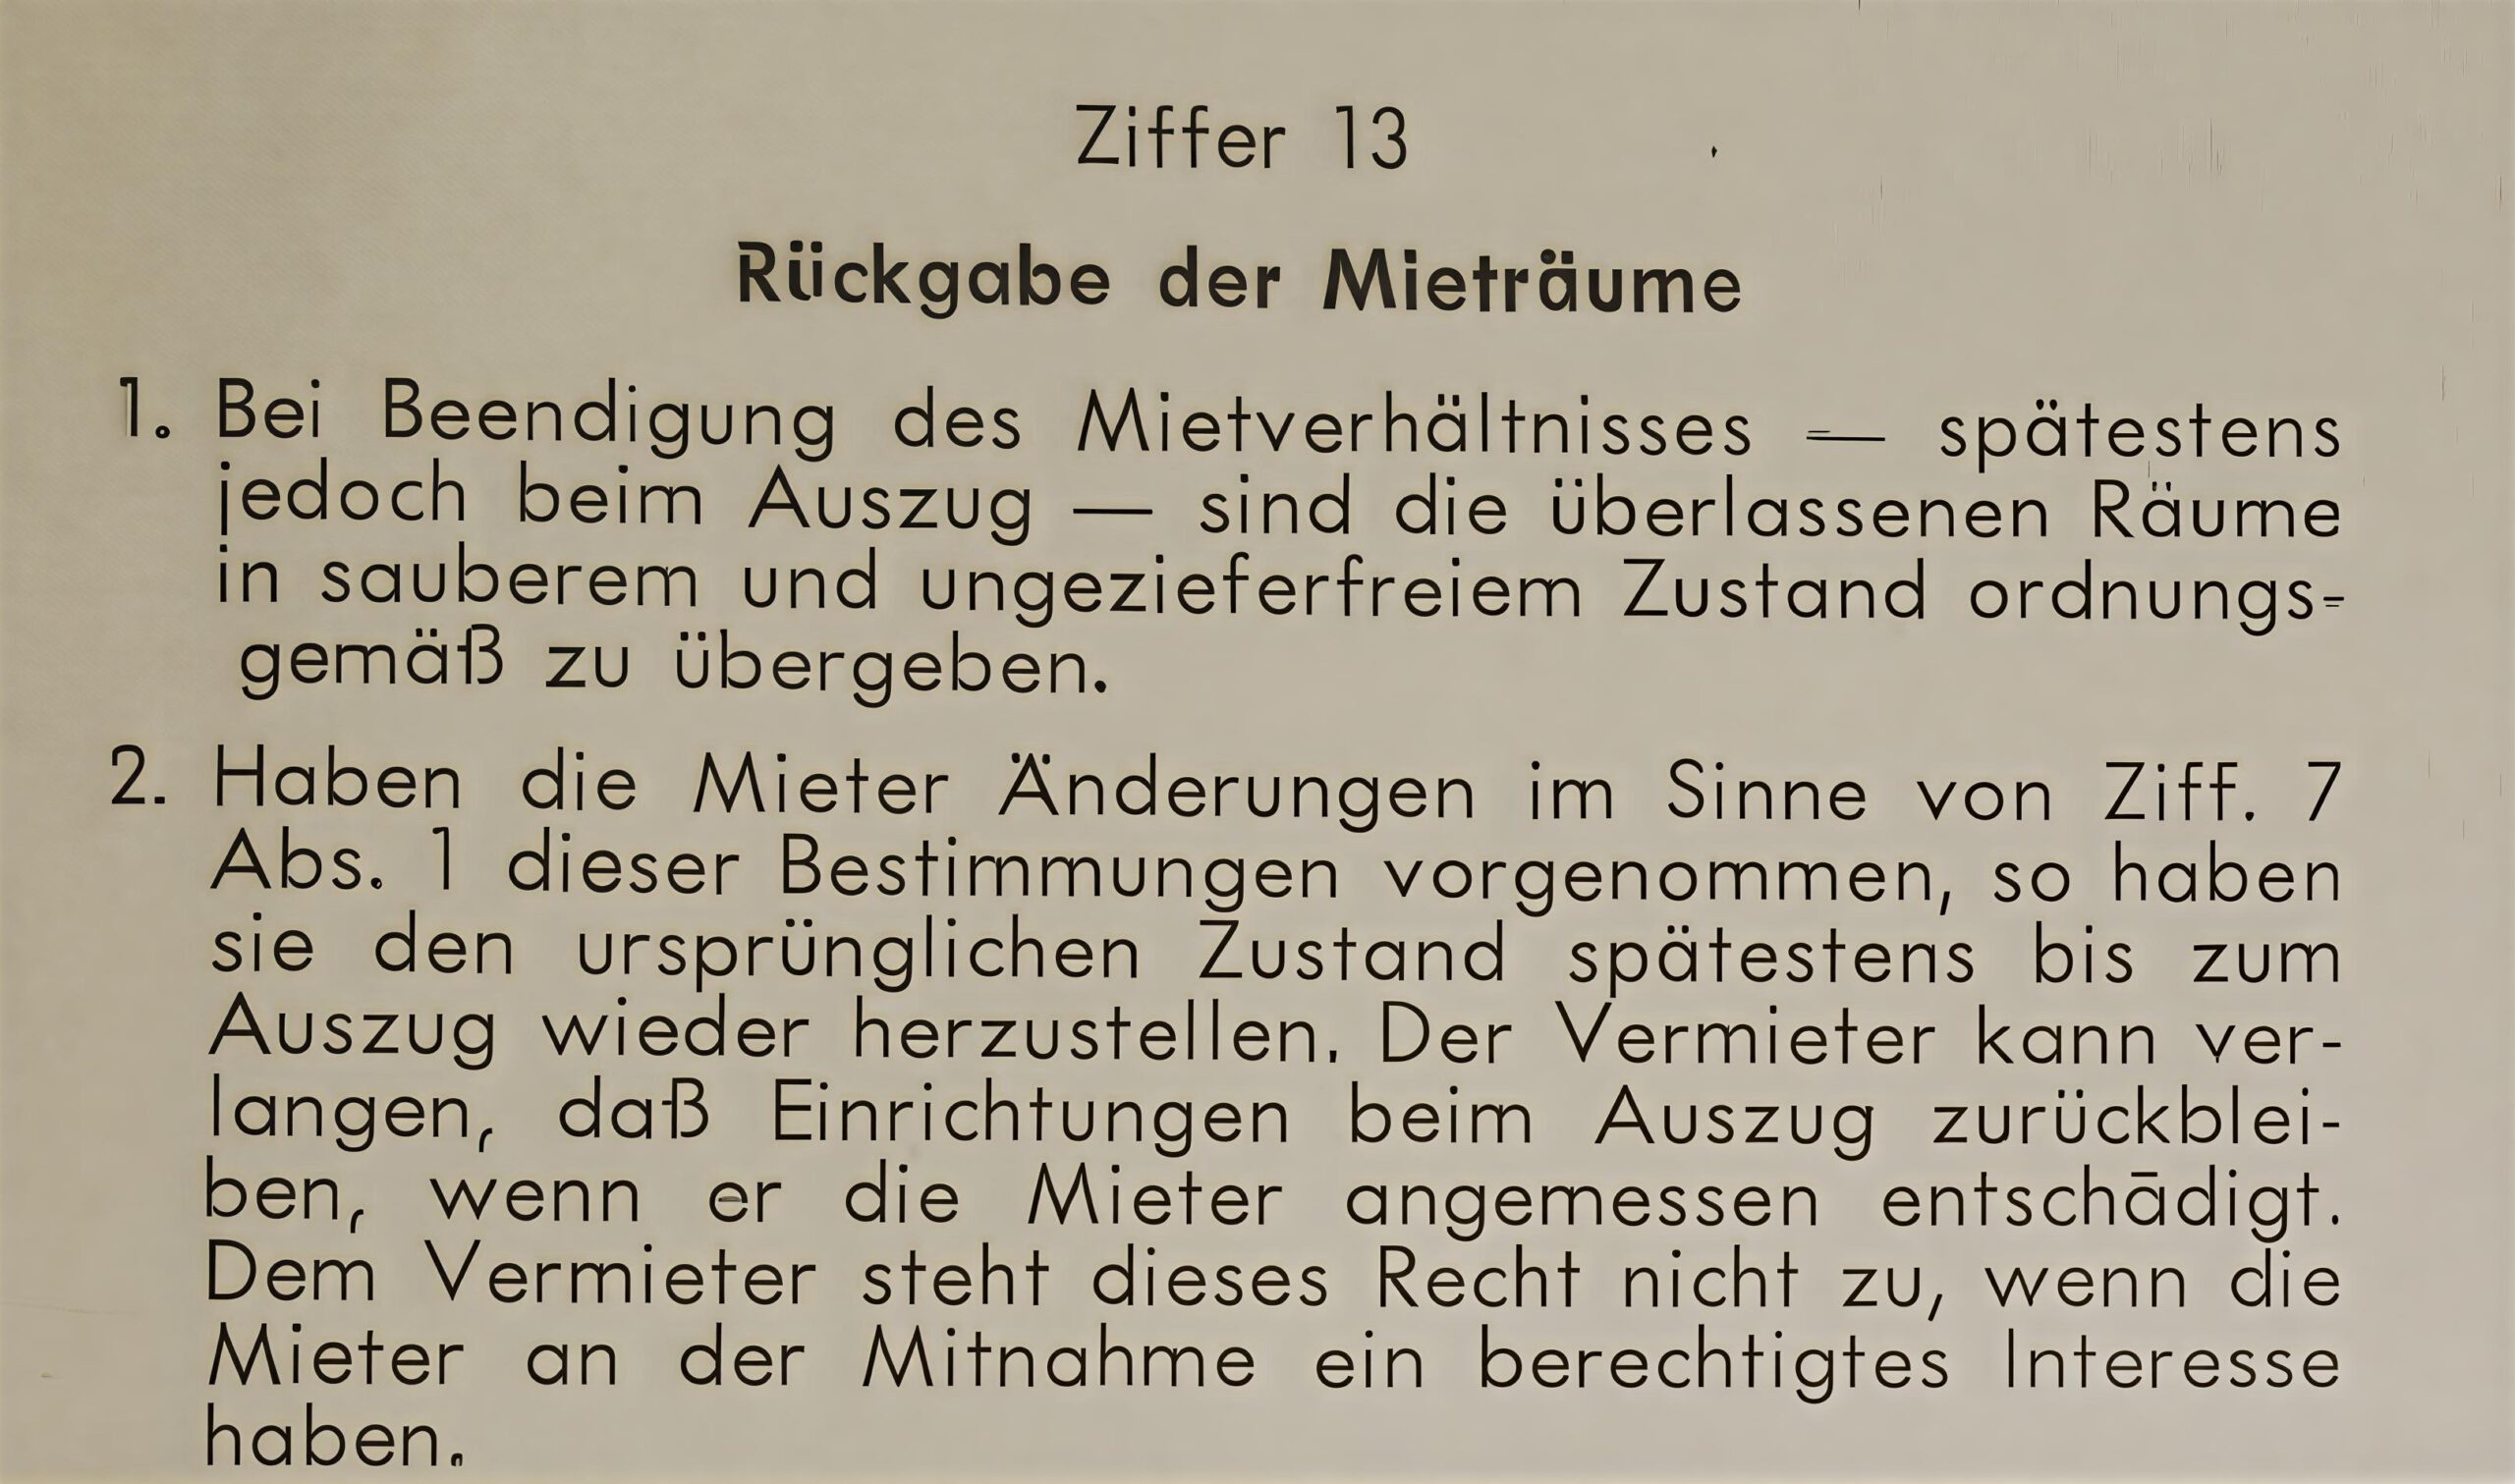 Ziffer 13
Rückgabe der Mieträume
1. Bei Beendigung des Mietverhältnisses — spätestens
jedoch beim Auszug — sind die überlassenen Räume
in sauberem und ungezieferfreiem Zustand ordnungs-
gemäß zu übergeben.
2. Haben die Mieter Änderungen im Sinne von Ziff. 7
Abs. 1 dieser Bestimmungen vorgenommen, so haben
sie den ursprünglichen Zustand spätestens bis zum
Auszug wieder herzustellen. Der Vermieter kann ver-
langen, daß Einrichtungen beim Auszug zurückblei-
ben, wenn er die Mieter angemessen entschädigt.
Dem Vermieter steht dieses Recht nicht zu, wenn die
Mieter an der Mitnahme ein berechtigtes Interesse
haben.